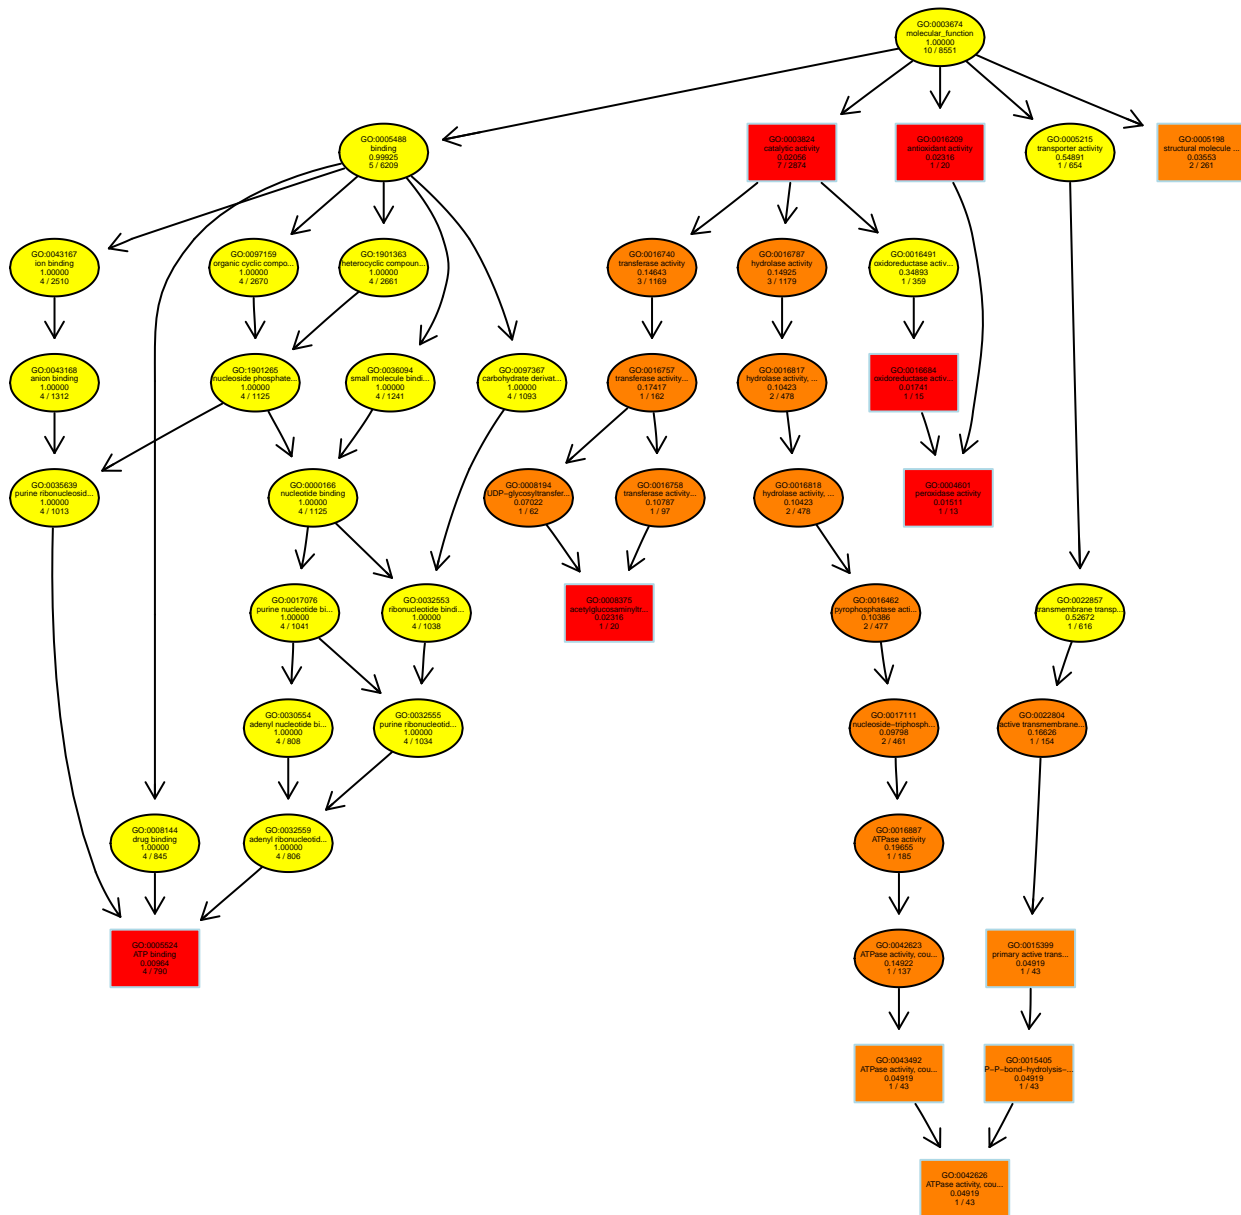 GO:0003674
molecular_function
1.00000
10 / 8551
GO:0005488
binding
0.99925
5 / 6209
GO:0003824
catalytic activity
0.02056
7 / 2874
GO:0016209
antioxidant activity
0.02316
1 / 20
GO:0005215
transporter activity
0.54891
1 / 654
GO:0005198
structural molecule ...
0.03553
2 / 261
GO:0043167
ion binding
1.00000
4 / 2510
GO:0097159
organic cyclic compo...
1.00000
4 / 2670
GO:1901363
heterocyclic compoun...
1.00000
4 / 2661
GO:0016740
transferase activity
0.14643
3 / 1169
GO:0016787
hydrolase activity
0.14925
3 / 1179
GO:0016491
oxidoreductase activ...
0.34893
1 / 359
GO:0043168
anion binding
1.00000
4 / 1312
GO:1901265
nucleoside phosphate...
1.00000
4 / 1125
GO:0036094
small molecule bindi...
1.00000
4 / 1241
GO:0097367
carbohydrate derivat...
1.00000
4 / 1093
GO:0016757
transferase activity...
0.17417
1 / 162
GO:0016817
hydrolase activity, ...
0.10423
2 / 478
GO:0016684
oxidoreductase activ...
0.01741
1 / 15
GO:0035639
purine ribonucleosid...
1.00000
4 / 1013
GO:0000166
nucleotide binding
1.00000
4 / 1125
GO:0008194
UDP−glycosyltransfer...
0.07022
1 / 62
GO:0016758
transferase activity...
0.10787
1 / 97
GO:0016818
hydrolase activity, ...
0.10423
2 / 478
GO:0004601
peroxidase activity
0.01511
1 / 13
GO:0017076
purine nucleotide bi...
1.00000
4 / 1041
GO:0032553
ribonucleotide bindi...
1.00000
4 / 1038
GO:0008375
acetylglucosaminyltr...
0.02316
1 / 20
GO:0016462
pyrophosphatase acti...
0.10386
2 / 477
GO:0022857
transmembrane transp...
0.52672
1 / 616
GO:0030554
adenyl nucleotide bi...
1.00000
4 / 808
GO:0032555
purine ribonucleotid...
1.00000
4 / 1034
GO:0017111
nucleoside−triphosph...
0.09798
2 / 461
GO:0022804
active transmembrane...
0.16626
1 / 154
GO:0008144
drug binding
1.00000
4 / 845
GO:0032559
adenyl ribonucleotid...
1.00000
4 / 806
GO:0016887
ATPase activity
0.19655
1 / 185
GO:0005524
ATP binding
4 / 790
GO:0042623
ATPase activity, cou...
0.14922
1 / 137
GO:0015399
primary active trans...
0.04919
1 / 43
GO:0043492
ATPase activity, cou...
0.04919
1 / 43
GO:0015405
P−P−bond−hydrolysis−...
0.04919
1 / 43
GO:0042626
ATPase activity, cou...
0.04919
1 / 43